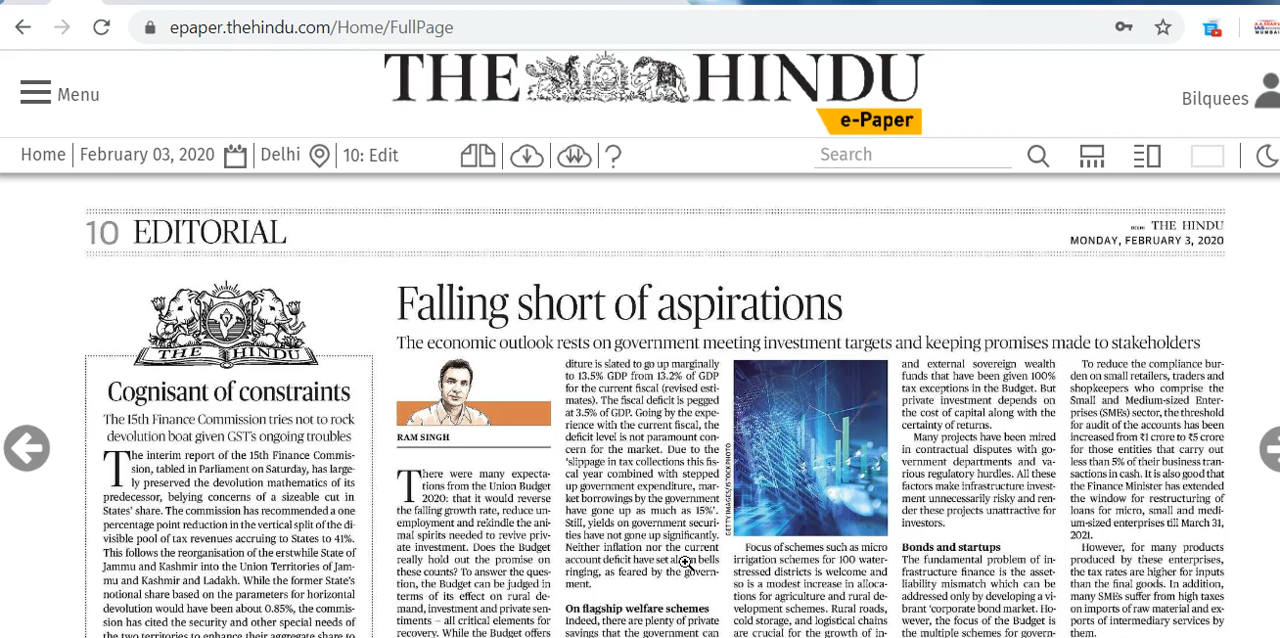 epaper.thehindu.com/Home/FullPage
THE HINDU
e-Paper
Menu
Bilquees
Home | February 03, 2020 | Delhi | 10: Edit
?
Search
10 EDITORIAL
THE HINDU
MONDAY, FEBRUARY 3, 2020
THE HINDU
Cognisant of constraints
The 15th Finance Commission tries not to rock
devolution boat given GST's ongoing troubles
The interim report of the 15th Finance Commis-
sion, tabled in Parliament on Saturday, has large-
ly preserved the devolution mathematics of its
predecessor, belying concerns of a sizeable cut in
States' share. The commission has recommended a one
percentage point reduction in the vertical split of the di-
visible pool of tax revenues accruing to States to 41%.
This follows the reorganisation of the erstwhile State of
Jammu and Kashmir into the Union Territories of Jam-
mu and Kashmir and Ladakh. While the former State's
notional share based on the parameters for horizontal
devolution would have been about 0.85%, the commis-
sion has cited the security and other special needs of
the two territories to enhance their aggregate share to
Falling short of aspirations
The economic outlook rests on government meeting investment targets and keeping promises made to stakeholders
RAM SINGH
There were many expecta-
tions from the Union Budget
2020: that it would reverse
the falling growth rate, reduce un-
employment and rekindle the ani-
mal spirits needed to revive priv-
ate investment. Does the Budget
really hold out the promise on
these counts? To answer the ques-
tion, the Budget can be judged in
terms of its effect on rural de-
mand, investment and private sen-
timents – all critical elements for
recovery. While the Budget offers
diture is slated to go up marginally
to 13.5% GDP from 13.2% of GDP
for the current fiscal (revised esti-
mates). The fiscal deficit is pegged
at 3.5% of GDP. Going by the expe-
rience with the current fiscal, the
deficit level is not paramount con-
cern for the market. Due to the
'slippage in tax collections this fis-
cal year combined with stepped
up government expenditure, mar-
ket borrowings by the government
have gone up as much as 15%'.
Still, yields on government securi-
ties have not gone up significantly.
Neither inflation nor the current
account deficit have set alarm bells
ringing, as feared by the govern-
ment.
On flagship welfare schemes
Indeed, there are plenty of private
savings that the government can
GETTY IMAGES/ISTOCKPHOTO
Focus of schemes such as micro
irrigation schemes for 100 water-
stressed districts is welcome and
so is a modest increase in alloca-
tions for agriculture and rural de-
velopment schemes. Rural roads,
cold storage, and logistical chains
are crucial for the growth of in-
and external sovereign wealth
funds that have been given 100%
tax exceptions in the Budget. But
private investment depends on
the cost of capital along with the
certainty of returns.
Many projects have been mired
in contractual disputes with go-
vernment departments and va-
rious regulatory hurdles. All these
factors make infrastructure invest-
ment unnecessarily risky and ren-
der these projects unattractive for
investors.
Bonds and startups
The fundamental problem of in-
frastructure finance is the asset-
liability mismatch which can be
addressed only by developing a vi-
brant 'corporate bond market. Ho-
wever, the focus of the Budget is
the multiple schemes for govern-
To reduce the compliance bur-
den on small retailers, traders and
shopkeepers who comprise the
Small and Medium-sized Enter-
prises (SMEs) sector, the threshold
for audit of the accounts has been
increased from ₹1 crore to ₹5 crore
for those entities that carry out
less than 5% of their business tran-
sactions in cash. It is also good that
the Finance Minister has extended
the window for restructuring of
loans for micro, small and medi-
um-sized enterprises till March 31,
2021.
However, for many products
produced by these enterprises,
the tax rates are higher for inputs
than the final goods. In addition,
many SMEs suffer from high taxes
on imports of raw material and ex-
ports of intermediary services by
them.